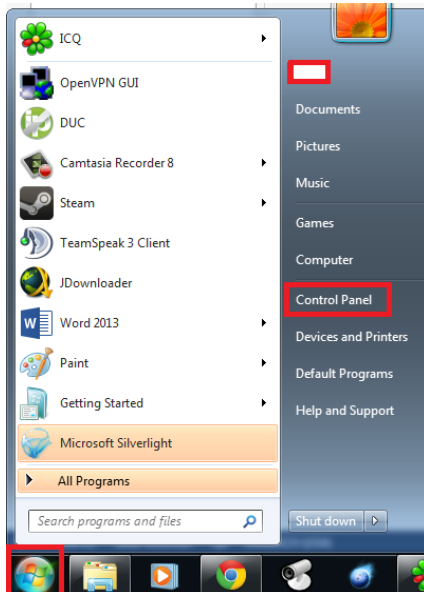 ICQ
OpenVPN GUI
DUC
Camtasia Recorder 8
Steam
TeamSpeak 3 Client
JDownloader
Word 2013
Paint
Getting Started
Microsoft Silverlight
All Programs
Search programs and files
Documents
Pictures
Music
Games
Computer
Control Panel
Devices and Printers
Default Programs
Help and Support
Shut down